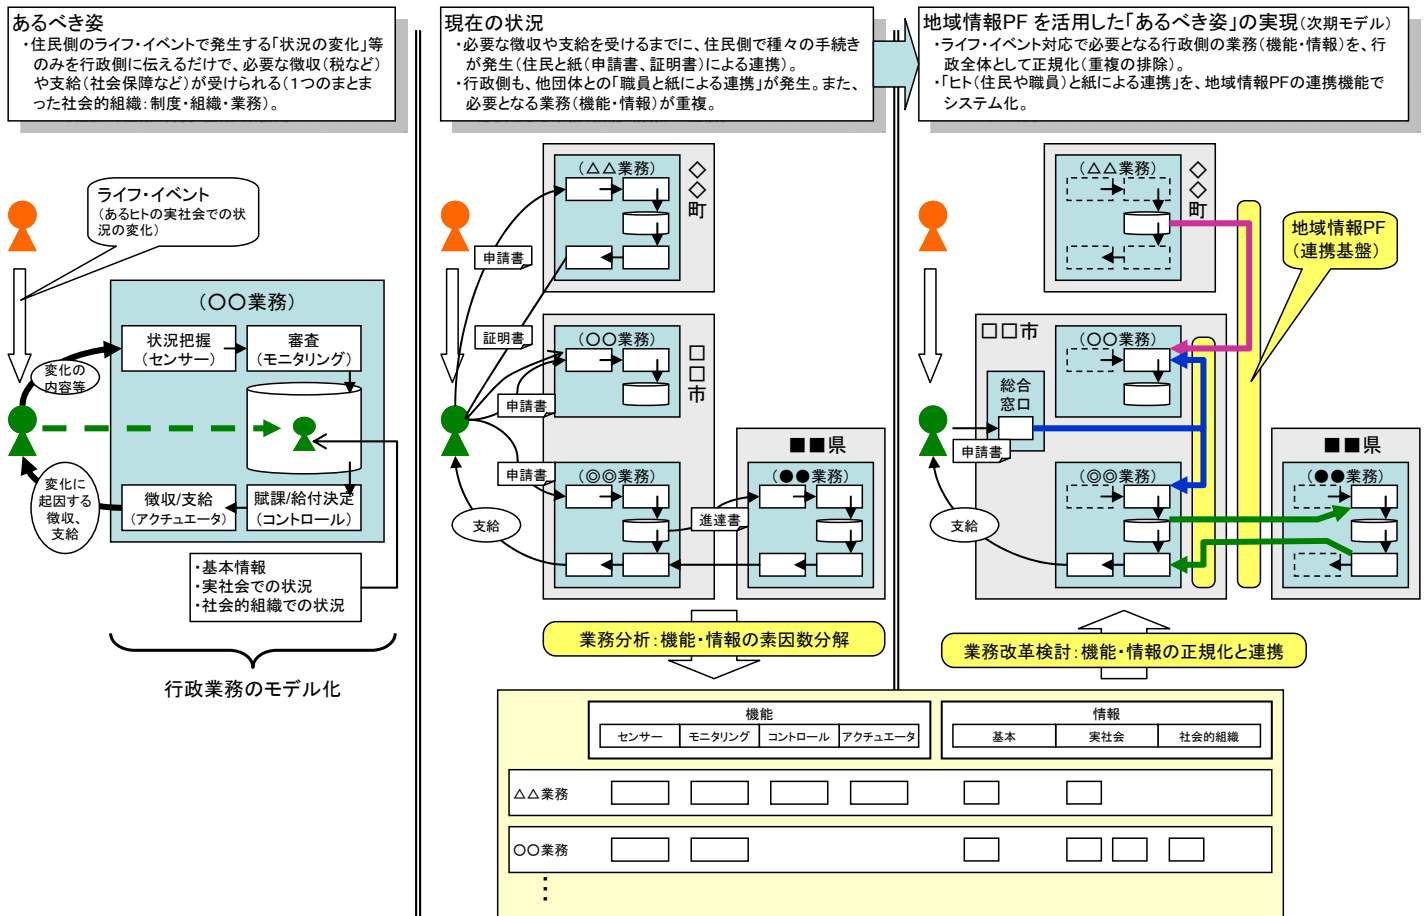 あるべき姿
・住民側のライフ・イベントで発生する「状況の変化」等
のみを行政側に伝えるだけで、必要な徴収(税など)
や支給(社会保障など)が受けられる(1つのまとま
った社会的組織:制度・組織・業務)。
ライフ・イベント
(あるヒトの実社会での状
況の変化)
(〇〇業務)
状況把握
(センサー)
審査
(モニタリング)
変化の
内容等
変化に
起因する
徴収、
支給
徴収/支給
(アクチュエータ)
賦課/給付決定
(コントロール)
・基本情報
・実社会での状況
・社会的組織での状況
行政業務のモデル化
現在の状況
・必要な徴収や支給を受けるまでに、住民側で種々の手続き
が発生(住民と紙(申請書、証明書)による連携)。
・行政側も、他団体との「職員と紙による連携」が発生。また、
必要となる業務(機能・情報)が重複。
(△△業務)
◇
◇
町
申請書
証明書
(〇〇業務)
□
□
市
申請書
申請書
(◎◎業務)
支給
進達書
■■県
(●●業務)
業務分析:機能・情報の素因数分解
地域情報PF を活用した「あるべき姿」の実現(次期モデル)
・ライフ・イベント対応で必要となる行政側の業務(機能・情報)を、行
政全体として正規化(重複の排除)。
・「ヒト(住民や職員)と紙による連携」を、地域情報PFの連携機能で
システム化。
(△△業務)
◇
◇
町
地域情報PF
(連携基盤)
□□市
(〇〇業務)
総合
窓口
申請書
(◎◎業務)
支給
■■県
(●●業務)
業務改革検討:機能・情報の正規化と連携
機能
センサー モニタリング コントロール アクチュエータ
情報
基本 実社会 社会的組織
△△業務
〇〇業務
⋮